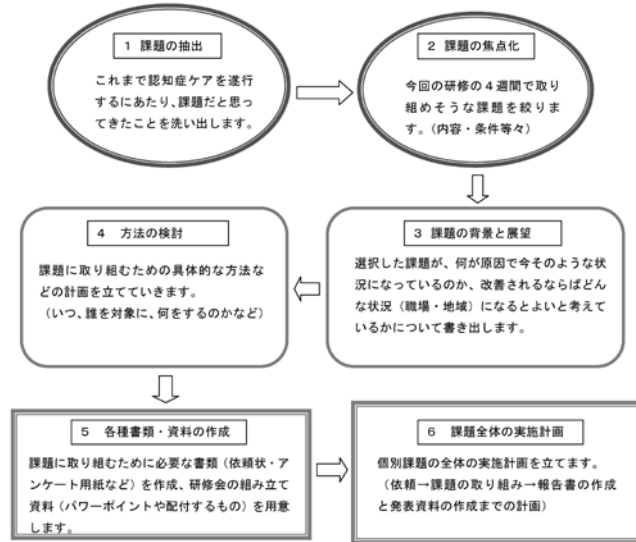 1 課題の抽出
これまで認知症ケアを遂行
するにあたり、課題だと思って
きたことを洗い出します。
2 課題の焦点化
今回の研修の4週間で取り
組めそうな課題を絞りま
す。(内容・条件等々)
3 課題の背景と展望
選択した課題が、何が原因で今そのような状
況になっているのか、改善されるならばどん
な状況(職場・地域)になるとよいと考えて
いるかについて書き出します。
4 方法の検討
課題に取り組むための具体的な方法な
どの計画を立てていきます。
(いつ、誰を対象に、何をするのかなど)
5 各種書類・資料の作成
課題に取り組むために必要な書類(依頼状・ア
ンケート用紙など)を作成、研修会の組み立て
資料(パワーポイントや配付するもの)を用意
します。
6 課題全体の実施計画
個別課題の全体の実施計画を立てます。
(依頼→課題の取り組み→報告書の作成
と発表資料の作成までの計画)